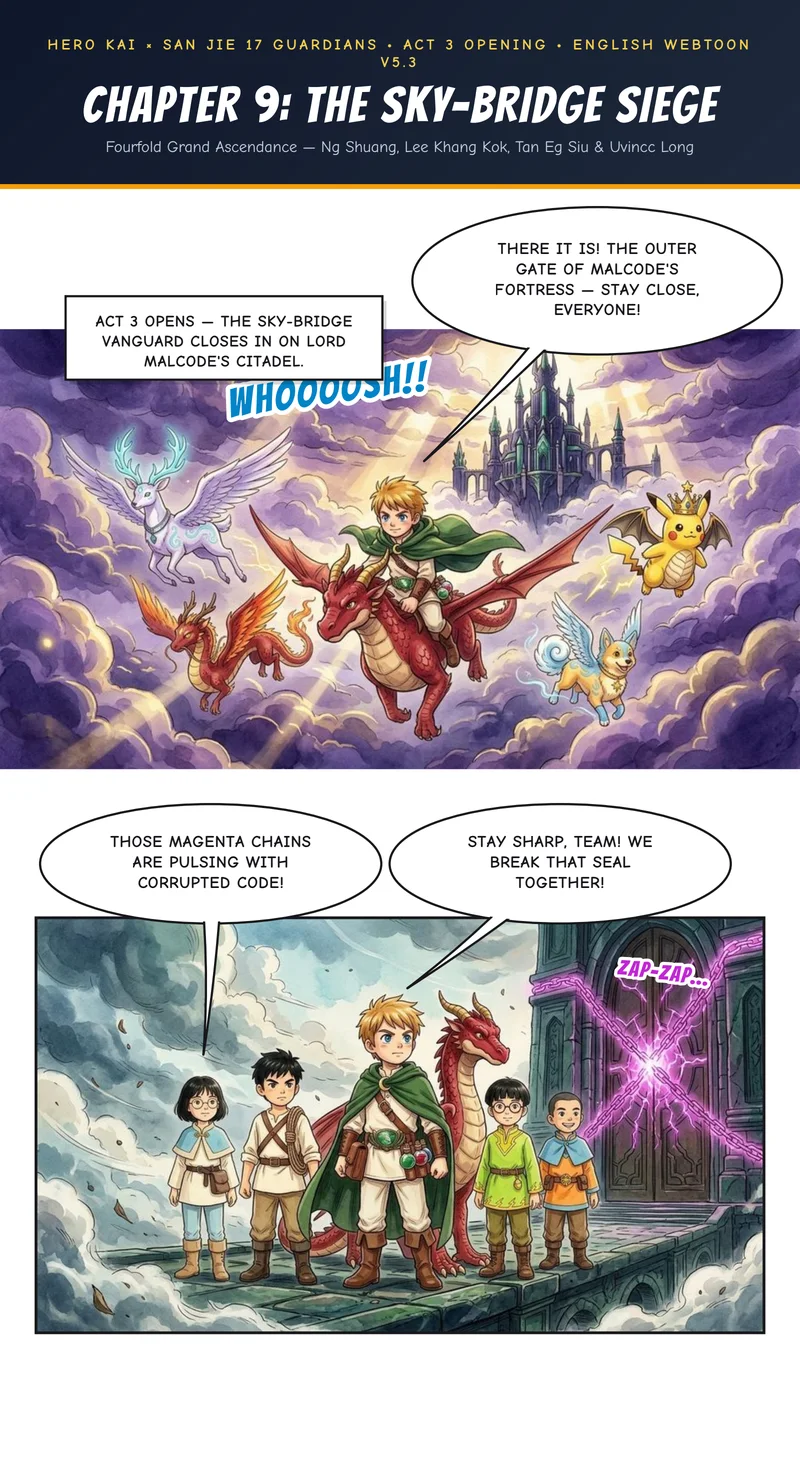 HERO KAI × SAN JIE 17 GUARDIANS • ACT 3 OPENING • ENGLISH WEBTOON
V5.3
CHAPTER 9: THE SKY-BRIDGE SIEGE
Fourfold Grand Ascendance — Ng Shuang, Lee Khang Kok, Tan Eg Siu & Uvincc Long
THERE IT IS! THE OUTER
GATE OF MALCODE'S
FORTRESS — STAY CLOSE,
EVERYONE!
ACT 3 OPENS — THE SKY-BRIDGE
VANGUARD CLOSES IN ON LORD
MALCODE'S CITADEL.
WHOOOOSH!!
THOSE MAGENTA CHAINS
ARE PULSING WITH
CORRUPTED CODE!
STAY SHARP, TEAM! WE
BREAK THAT SEAL
TOGETHER!
ZAP-ZAP...